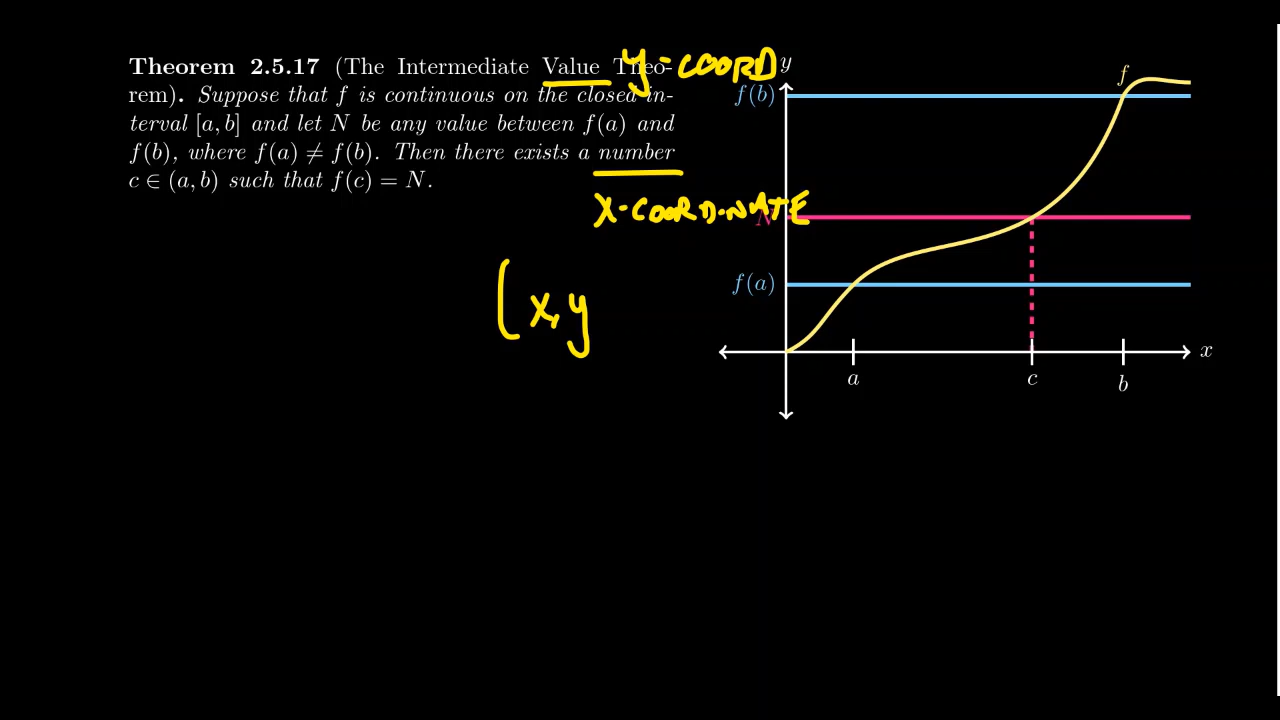 Theorem 2.5.17 (The Intermediate Value Theo-
rem). Suppose that f is continuous on the closed in-
terval [a, b] and let N be any value between f(a) and
f(b), where f(a) ≠ f(b). Then there exists a number
c ∈ (a, b) such that f(c) = N.
y-COORD
X-COORDINATE
(x, y
y
f
f(b)
N
f(a)
x
a
c
b